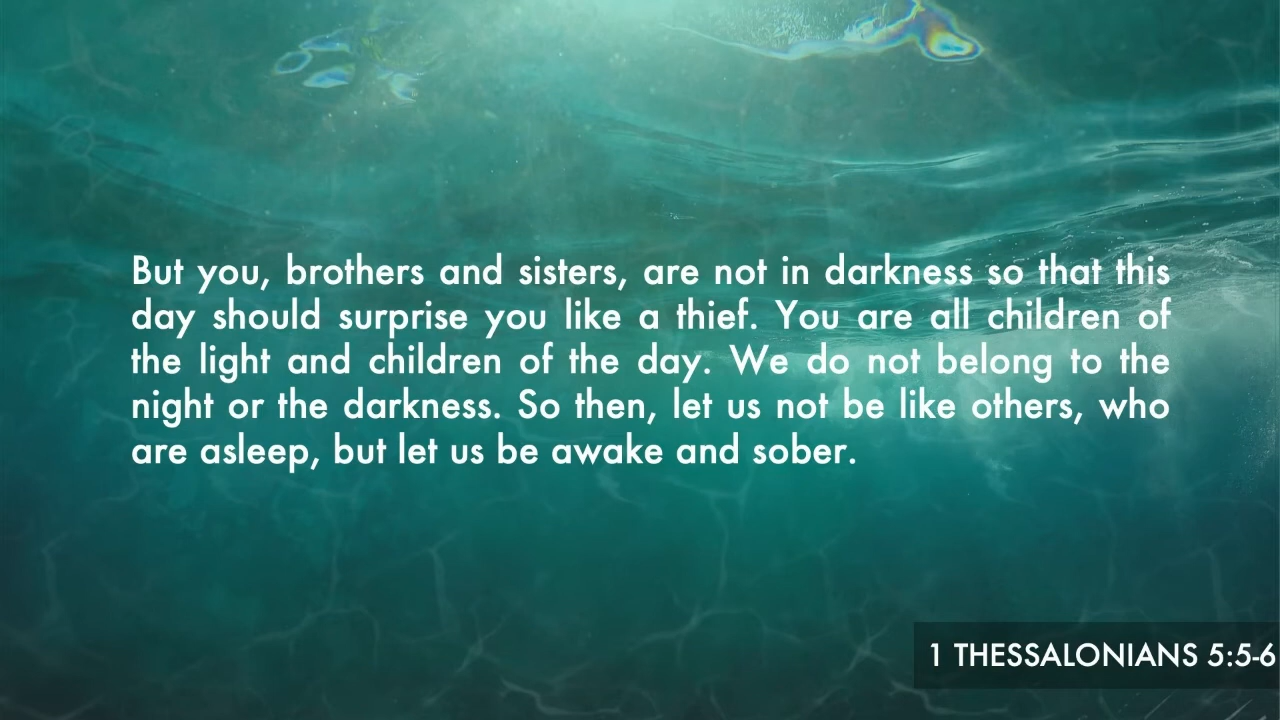 But you, brothers and sisters, are not in darkness so that this
day should surprise you like a thief. You are all children of
the light and children of the day. We do not belong to the
night or the darkness. So then, let us not be like others, who
are asleep, but let us be awake and sober.
1 THESSALONIANS 5:5-6